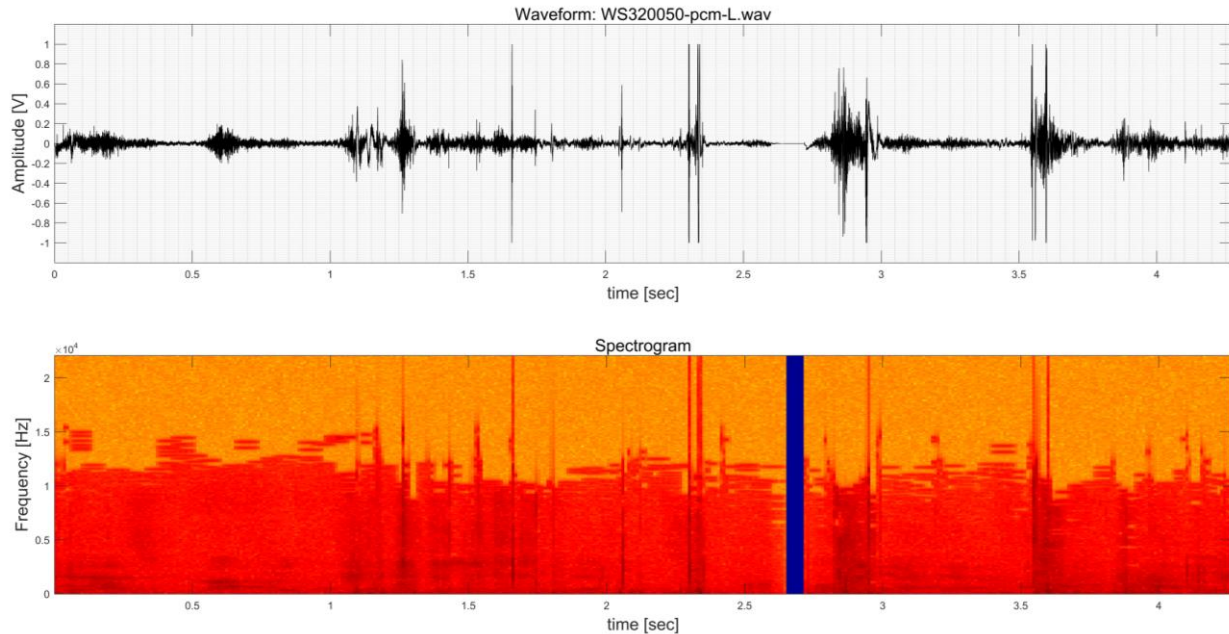 Waveform: WS320050-pcm-L.wav
Amplitude [V]
1
0.8
0.6
0.4
0.2
0
-0.2
-0.4
-0.6
-0.8
-1
0 0.5 1 1.5 2 2.5 3 3.5 4
time [sec]
Spectrogram
×10⁴
Frequency [Hz]
2
1.5
1
0.5
0
0.5 1 1.5 2 2.5 3 3.5 4
time [sec]